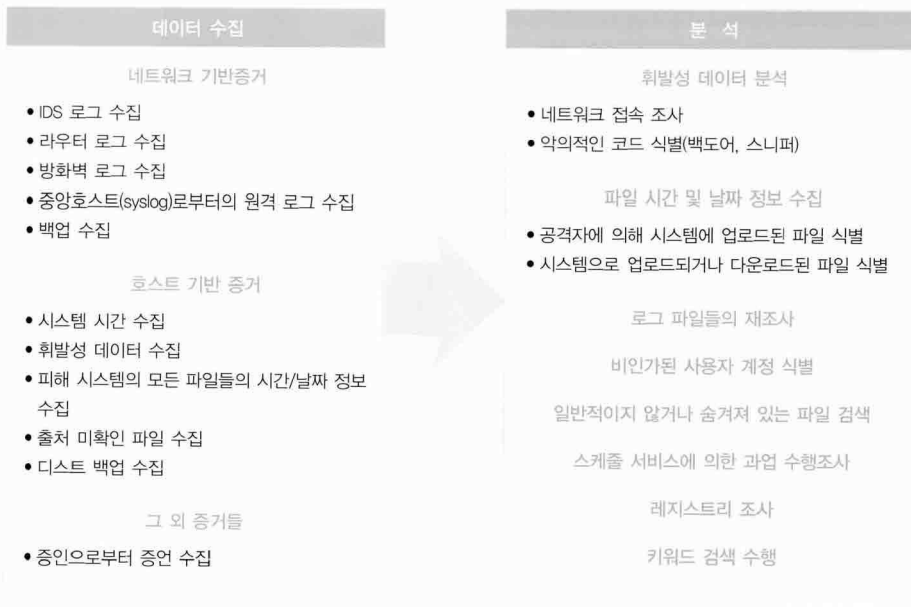 데이터 수집
네트워크 기반증거
• IDS 로그 수집
• 라우터 로그 수집
• 방화벽 로그 수집
• 중앙호스트(syslog)로부터의 원격 로그 수집
• 백업 수집
호스트 기반 증거
• 시스템 시간 수집
• 휘발성 데이터 수집
• 피해 시스템의 모든 파일들의 시간/날짜 정보
수집
• 출처 미확인 파일 수집
• 디스트 백업 수집
그 외 증거들
• 증인으로부터 증언 수집
분 석
휘발성 데이터 분석
• 네트워크 접속 조사
• 악의적인 코드 식별(백도어, 스니퍼)
파일 시간 및 날짜 정보 수집
• 공격자에 의해 시스템에 업로드된 파일 식별
• 시스템으로 업로드되거나 다운로드된 파일 식별
로그 파일들의 재조사
비인가된 사용자 계정 식별
일반적이지 않거나 숨겨져 있는 파일 검색
스케줄 서비스에 의한 과업 수행조사
레지스트리 조사
키워드 검색 수행